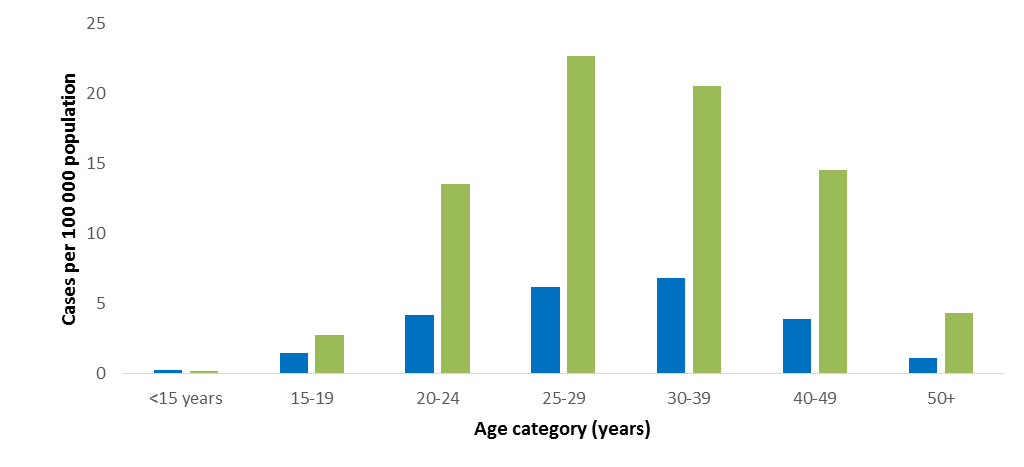 25
20
15
10
5
0
Cases per 100 000 population
<15 years 15-19 20-24 25-29 30-39 40-49 50+
Age category (years)